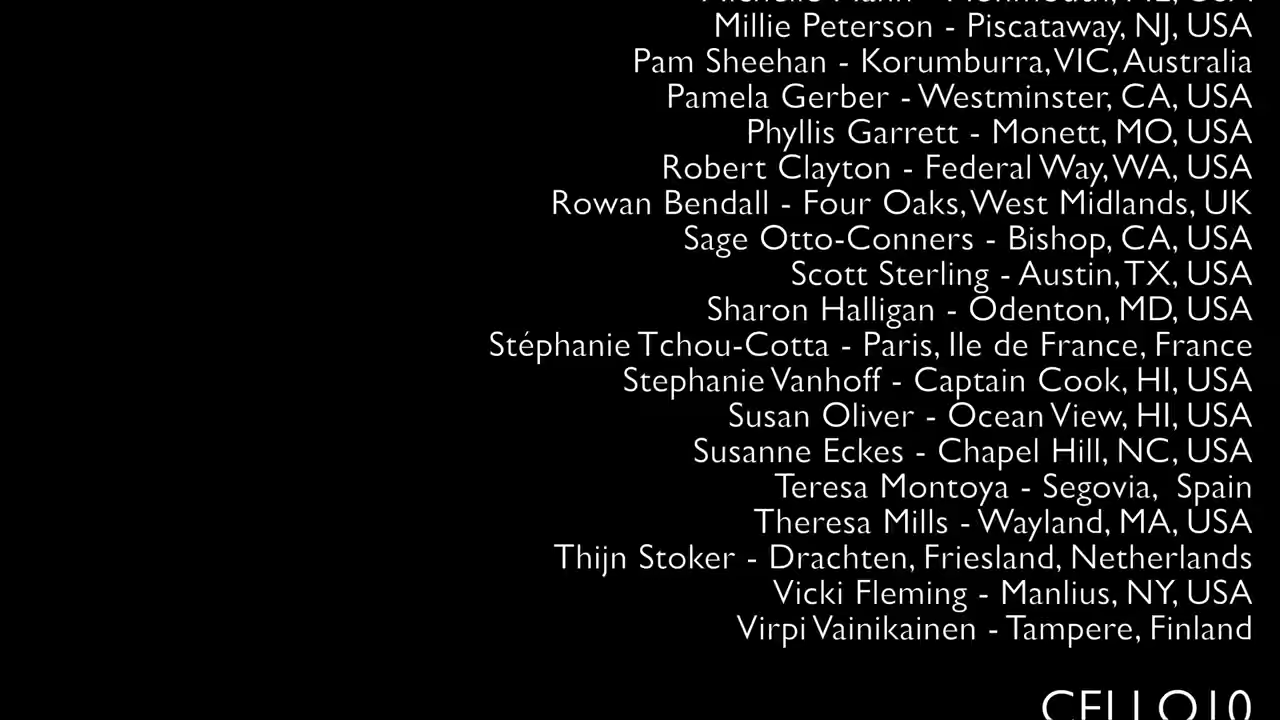 Millie Peterson - Piscataway, NJ, USA
Pam Sheehan - Korumburra, VIC, Australia
Pamela Gerber - Westminster, CA, USA
Phyllis Garrett - Monett, MO, USA
Robert Clayton - Federal Way, WA, USA
Rowan Bendall - Four Oaks, West Midlands, UK
Sage Otto-Conners - Bishop, CA, USA
Scott Sterling - Austin, TX, USA
Sharon Halligan - Odenton, MD, USA
Stéphanie Tchou-Cotta - Paris, Ile de France, France
Stephanie Vanhoff - Captain Cook, HI, USA
Susan Oliver - Ocean View, HI, USA
Susanne Eckes - Chapel Hill, NC, USA
Teresa Montoya - Segovia,  Spain
Theresa Mills - Wayland, MA, USA
Thijn Stoker - Drachten, Friesland, Netherlands
Vicki Fleming - Manlius, NY, USA
Virpi Vainikainen - Tampere, Finland
CELLO10